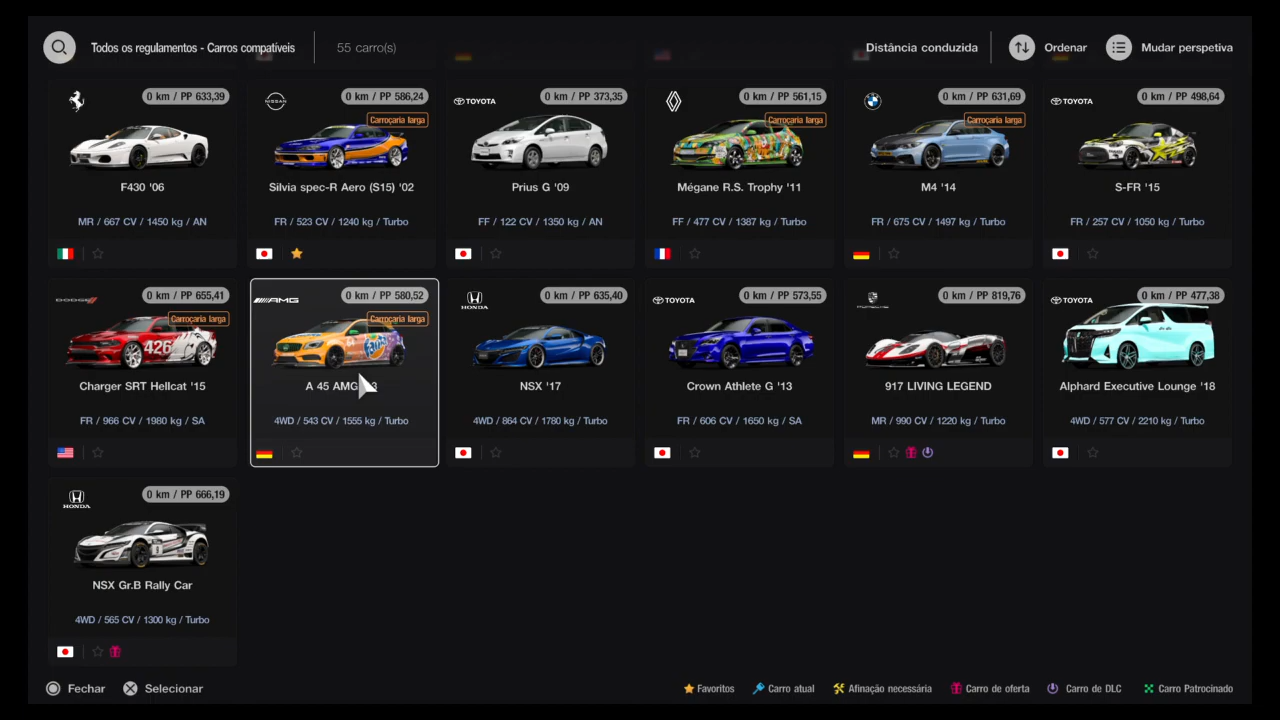 Todos os regulamentos - Carros compatíveis
55 carro(s)
Distância conduzida
Ordenar
Mudar perspetiva
0 km / PP 633,39
F430 '06
MR / 667 CV / 1450 kg / AN
NISSAN
0 km / PP 586,24
Carroçaria larga
Silvia spec-R Aero (S15) '02
FR / 523 CV / 1240 kg / Turbo
TOYOTA
0 km / PP 373,35
Prius G '09
FF / 122 CV / 1350 kg / AN
0 km / PP 561,15
Carroçaria larga
Mégane R.S. Trophy '11
FF / 477 CV / 1387 kg / Turbo
0 km / PP 631,69
Carroçaria larga
M4 '14
FR / 675 CV / 1497 kg / Turbo
TOYOTA
0 km / PP 498,64
S-FR '15
FR / 257 CV / 1050 kg / Turbo
DODGE
0 km / PP 655,41
Carroçaria larga
426
Charger SRT Hellcat '15
FR / 966 CV / 1980 kg / SA
AMG
0 km / PP 580,52
Carroçaria larga
Fanta
A 45 AMG
4WD / 543 CV / 1555 kg / Turbo
HONDA
0 km / PP 635,40
NSX '17
4WD / 864 CV / 1780 kg / Turbo
TOYOTA
0 km / PP 573,55
Crown Athlete G '13
FR / 606 CV / 1650 kg / SA
0 km / PP 819,76
917 LIVING LEGEND
MR / 990 CV / 1220 kg / Turbo
TOYOTA
0 km / PP 477,38
Alphard Executive Lounge '18
4WD / 577 CV / 2210 kg / Turbo
HONDA
0 km / PP 666,19
NSX Gr.B Rally Car
4WD / 565 CV / 1300 kg / Turbo
Fechar
Selecionar
Favoritos
Carro atual
Afinação necessária
Carro de oferta
Carro de DLC
Carro Patrocinado